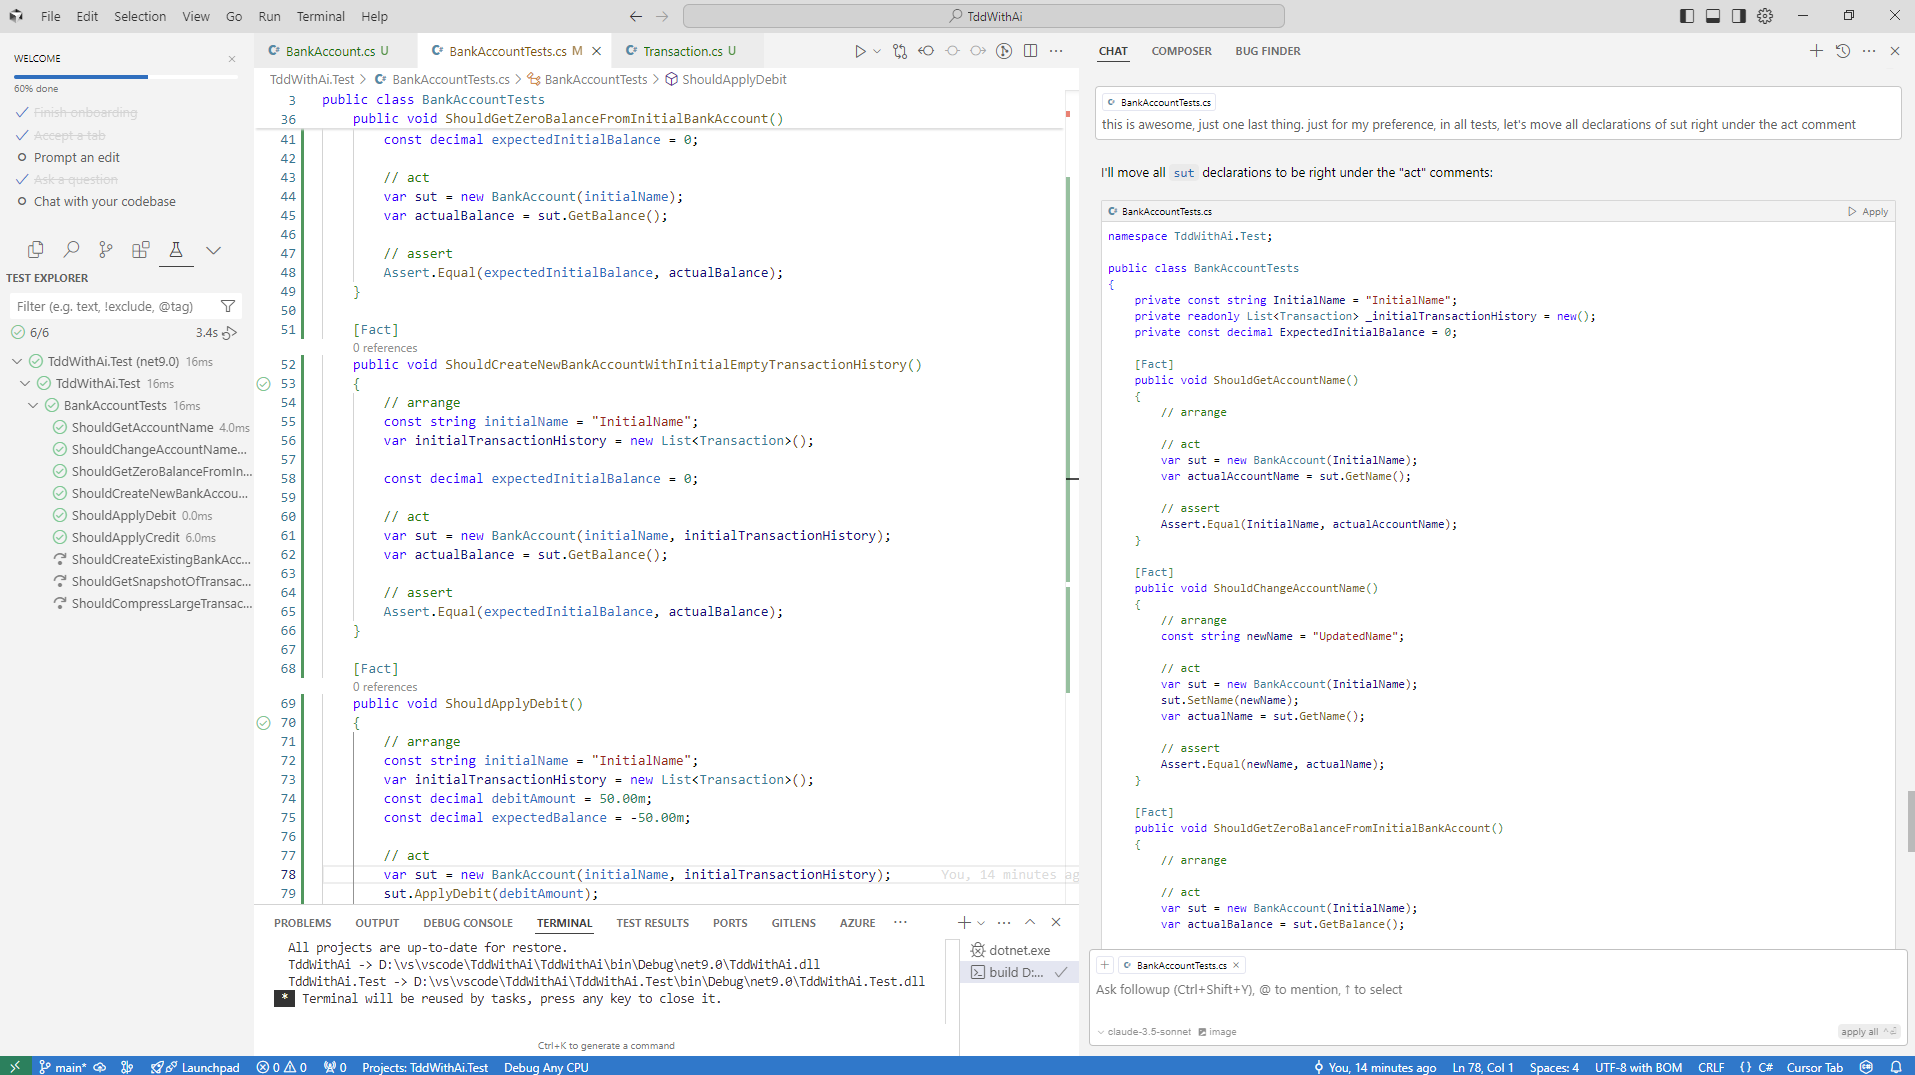 File Edit Selection View Go Run Terminal Help
TddWithAi
WELCOME
60% done
Finish onboarding
Accept a tab
Prompt an edit
Ask a question
Chat with your codebase
TEST EXPLORER
Filter (e.g. text, !exclude, @tag)
6/6 3.4s
TddWithAi.Test (net9.0) 16ms
TddWithAi.Test 16ms
BankAccountTests 16ms
ShouldGetAccountName 4.0ms
ShouldChangeAccountName...
ShouldGetZeroBalanceFromIn...
ShouldCreateNewBankAccou...
ShouldApplyDebit 0.0ms
ShouldApplyCredit 6.0ms
ShouldCreateExistingBankAcc...
ShouldGetSnapshotOfTransac...
ShouldCompressLargeTransac...
BankAccount.cs U BankAccountTests.cs M Transaction.cs U
TddWithAi.Test > BankAccountTests.cs > BankAccountTests > ShouldApplyDebit
3 public class BankAccountTests
36 public void ShouldGetZeroBalanceFromInitialBankAccount()
41 const decimal expectedInitialBalance = 0;
42
43 // act
44 var sut = new BankAccount(initialName);
45 var actualBalance = sut.GetBalance();
46
47 // assert
48 Assert.Equal(expectedInitialBalance, actualBalance);
49 }
50
51 [Fact]
0 references
52 public void ShouldCreateNewBankAccountWithInitialEmptyTransactionHistory()
53 {
54 // arrange
55 const string initialName = "InitialName";
56 var initialTransactionHistory = new List<Transaction>();
57
58 const decimal expectedInitialBalance = 0;
59
60 // act
61 var sut = new BankAccount(initialName, initialTransactionHistory);
62 var actualBalance = sut.GetBalance();
63
64 // assert
65 Assert.Equal(expectedInitialBalance, actualBalance);
66 }
67
68 [Fact]
0 references
69 public void ShouldApplyDebit()
70 {
71 // arrange
72 const string initialName = "InitialName";
73 var initialTransactionHistory = new List<Transaction>();
74 const decimal debitAmount = 50.00m;
75 const decimal expectedBalance = -50.00m;
76
77 // act
78 var sut = new BankAccount(initialName, initialTransactionHistory); You, 14 minutes ag
79 sut.ApplyDebit(debitAmount);
PROBLEMS OUTPUT DEBUG CONSOLE TERMINAL TEST RESULTS PORTS GITLENS AZURE
All projects are up-to-date for restore.
TddWithAi -> D:\vs\vscode\TddWithAi\TddWithAi\bin\Debug\net9.0\TddWithAi.dll
TddWithAi.Test -> D:\vs\vscode\TddWithAi\TddWithAi.Test\bin\Debug\net9.0\TddWithAi.Test.dll
* Terminal will be reused by tasks, press any key to close it.
Ctrl+K to generate a command
dotnet.exe
build D:...
CHAT COMPOSER BUG FINDER
BankAccountTests.cs
this is awesome, just one last thing. just for my preference, in all tests, let's move all declarations of sut right under the act comment
I'll move all sut declarations to be right under the "act" comments:
BankAccountTests.cs Apply
namespace TddWithAi.Test;
public class BankAccountTests
{
private const string InitialName = "InitialName";
private readonly List<Transaction> _initialTransactionHistory = new();
private const decimal ExpectedInitialBalance = 0;
[Fact]
public void ShouldGetAccountName()
{
// arrange
// act
var sut = new BankAccount(InitialName);
var actualAccountName = sut.GetName();
// assert
Assert.Equal(InitialName, actualAccountName);
}
[Fact]
public void ShouldChangeAccountName()
{
// arrange
const string newName = "UpdatedName";
// act
var sut = new BankAccount(InitialName);
sut.SetName(newName);
var actualName = sut.GetName();
// assert
Assert.Equal(newName, actualName);
}
[Fact]
public void ShouldGetZeroBalanceFromInitialBankAccount()
{
// arrange
// act
var sut = new BankAccount(InitialName);
var actualBalance = sut.GetBalance();
BankAccountTests.cs
Ask followup (Ctrl+Shift+Y), @ to mention, ↑ to select
claude-3.5-sonnet image apply all
main* Launchpad 0 0 0 Projects: TddWithAi.Test Debug Any CPU You, 14 minutes ago Ln 78, Col 1 Spaces: 4 UTF-8 with BOM CRLF {} C# Cursor Tab